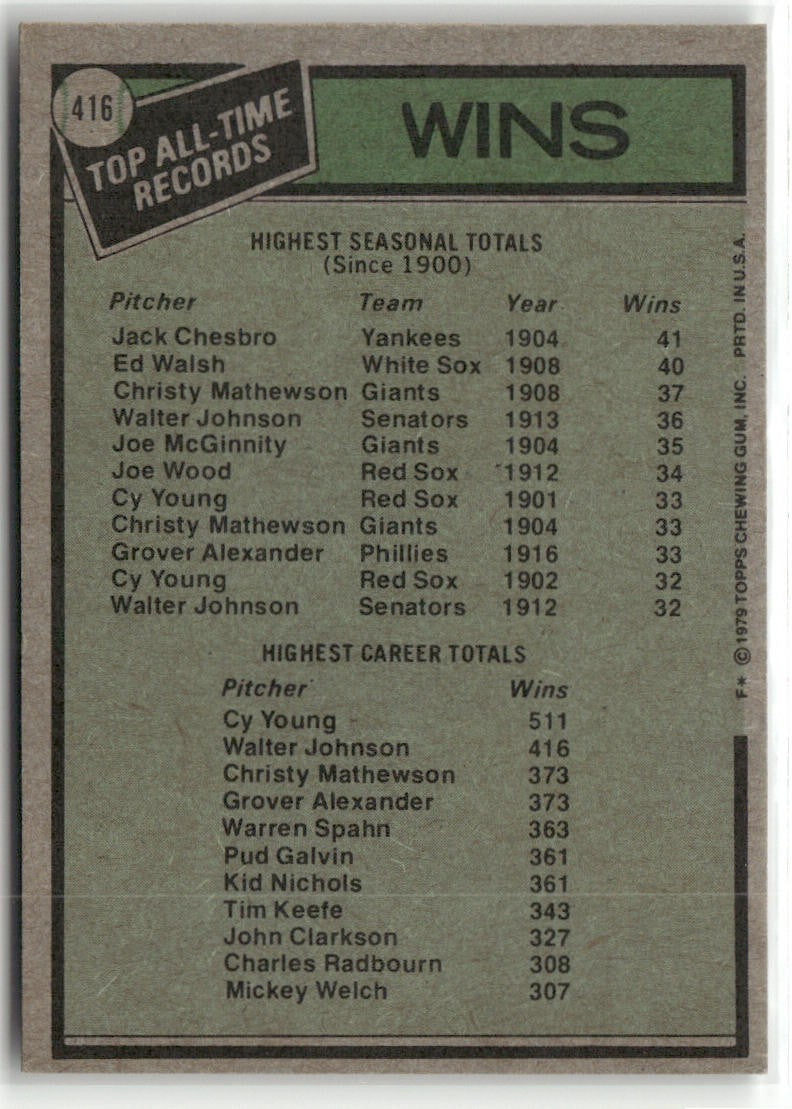 416
TOP ALL-TIME
RECORDS
WINS
HIGHEST SEASONAL TOTALS
(Since 1900)
Pitcher Team Year Wins
Jack Chesbro Yankees 1904 41
Ed Walsh White Sox 1908 40
Christy Mathewson Giants 1908 37
Walter Johnson Senators 1913 36
Joe McGinnity Giants 1904 35
Joe Wood Red Sox 1912 34
Cy Young Red Sox 1901 33
Christy Mathewson Giants 1904 33
Grover Alexander Phillies 1916 33
Cy Young Red Sox 1902 32
Walter Johnson Senators 1912 32
HIGHEST CAREER TOTALS
Pitcher Wins
Cy Young 511
Walter Johnson 416
Christy Mathewson 373
Grover Alexander 373
Warren Spahn 363
Pud Galvin 361
Kid Nichols 361
Tim Keefe 343
John Clarkson 327
Charles Radbourn 308
Mickey Welch 307
F* © 1979 TOPPS CHEWING GUM, INC. PRTD. IN U.S.A.